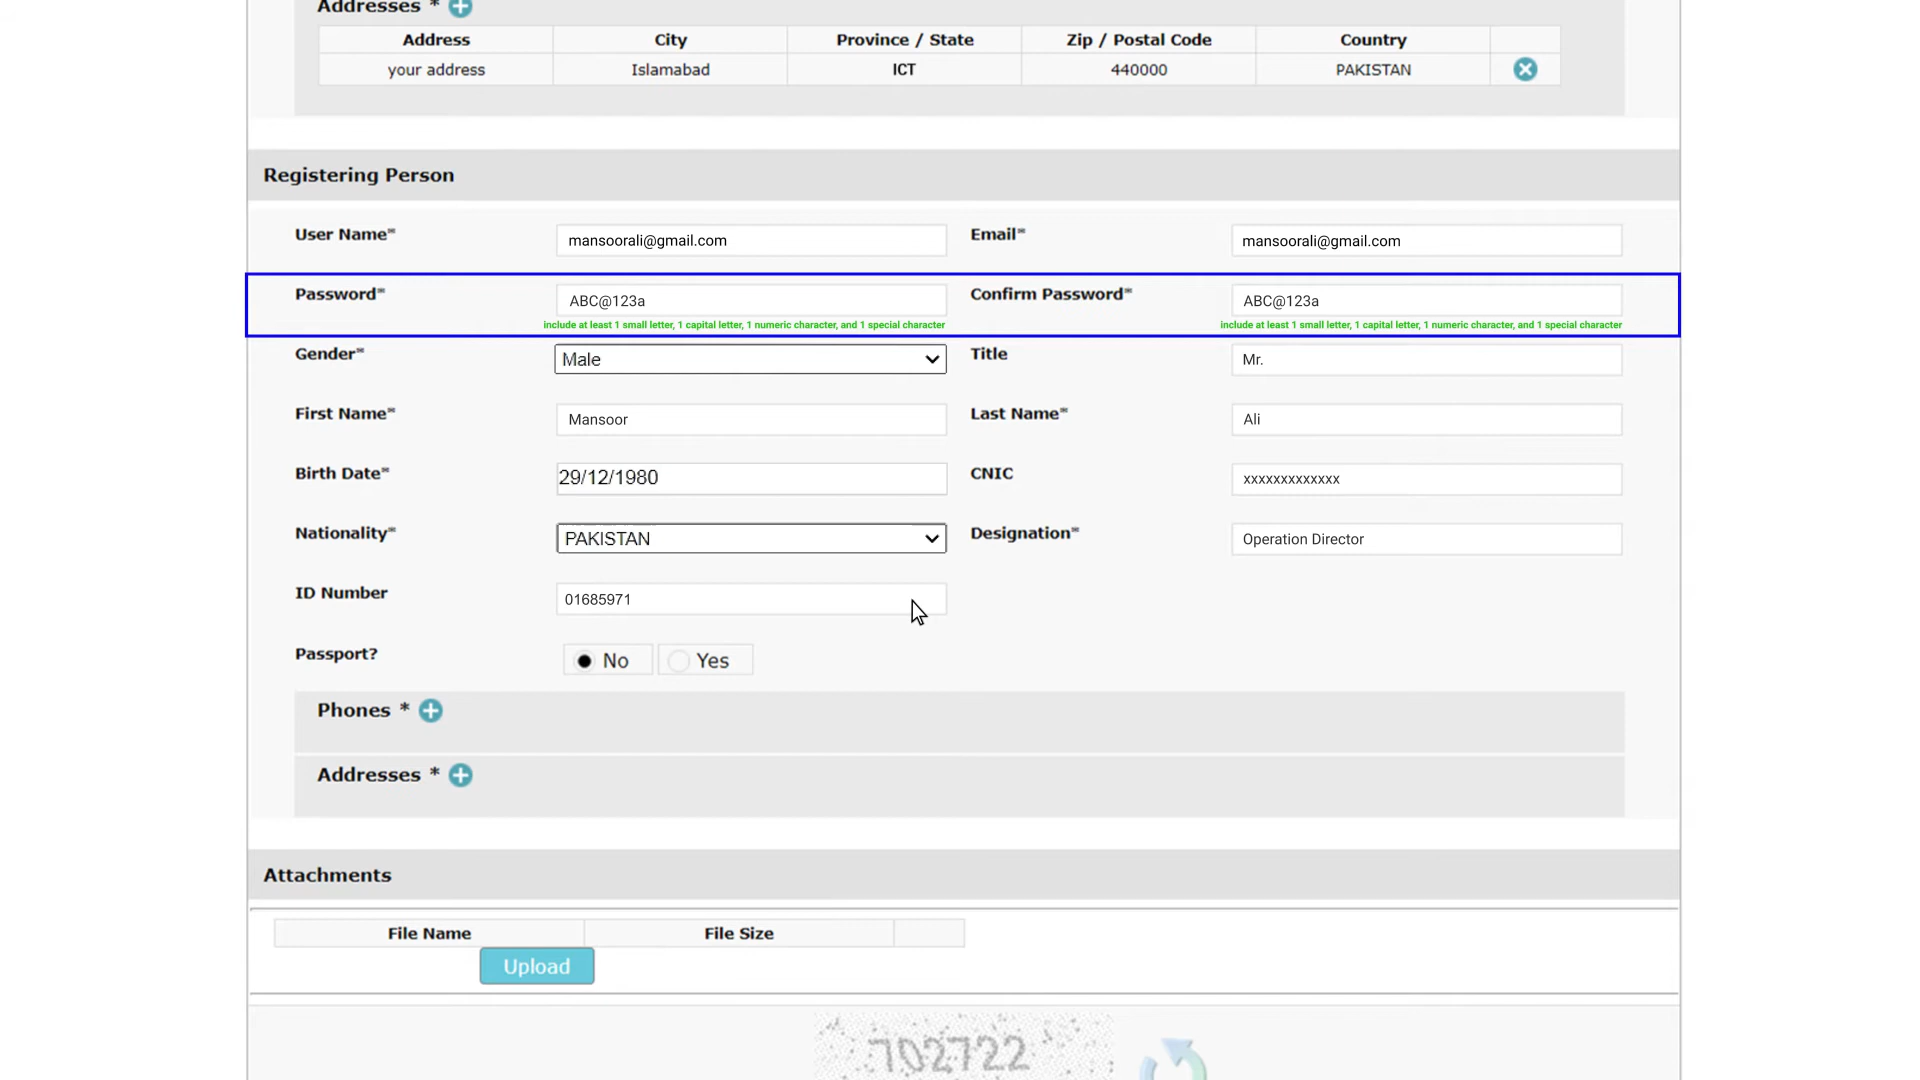 Addresses *
Address City Province / State Zip / Postal Code Country
your address Islamabad ICT 440000 PAKISTAN
Registering Person
User Name* mansoorali@gmail.com Email* mansoorali@gmail.com
Password* ABC@123a Confirm Password* ABC@123a
include at least 1 small letter, 1 capital letter, 1 numeric character, and 1 special character include at least 1 small letter, 1 capital letter, 1 numeric character, and 1 special character
Gender* Male Title Mr.
First Name* Mansoor Last Name* Ali
Birth Date* 29/12/1980 CNIC xxxxxxxxxxxxx
Nationality* PAKISTAN Designation* Operation Director
ID Number 01685971
Passport? No Yes
Phones *
Addresses *
Attachments
File Name File Size
Upload
702722